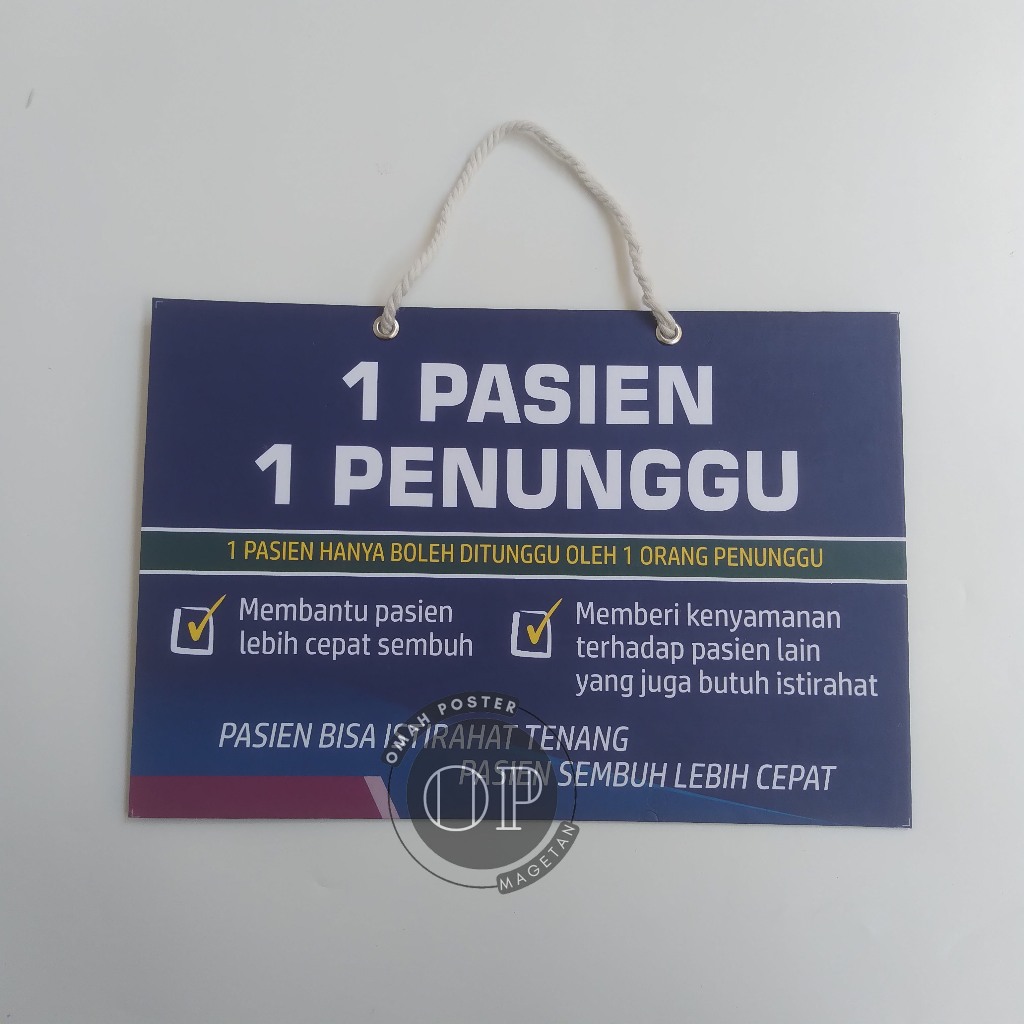 1 PASIEN
1 PENUNGGU
1 PASIEN HANYA BOLEH DITUNGGU OLEH 1 ORANG PENUNGGU
Membantu pasien
lebih cepat sembuh
Memberi kenyamanan
terhadap pasien lain
yang juga butuh istirahat
PASIEN BISA ISTIRAHAT TENANG
PASIEN SEMBUH LEBIH CEPAT
OMAH POSTER
OP
MAGETAN